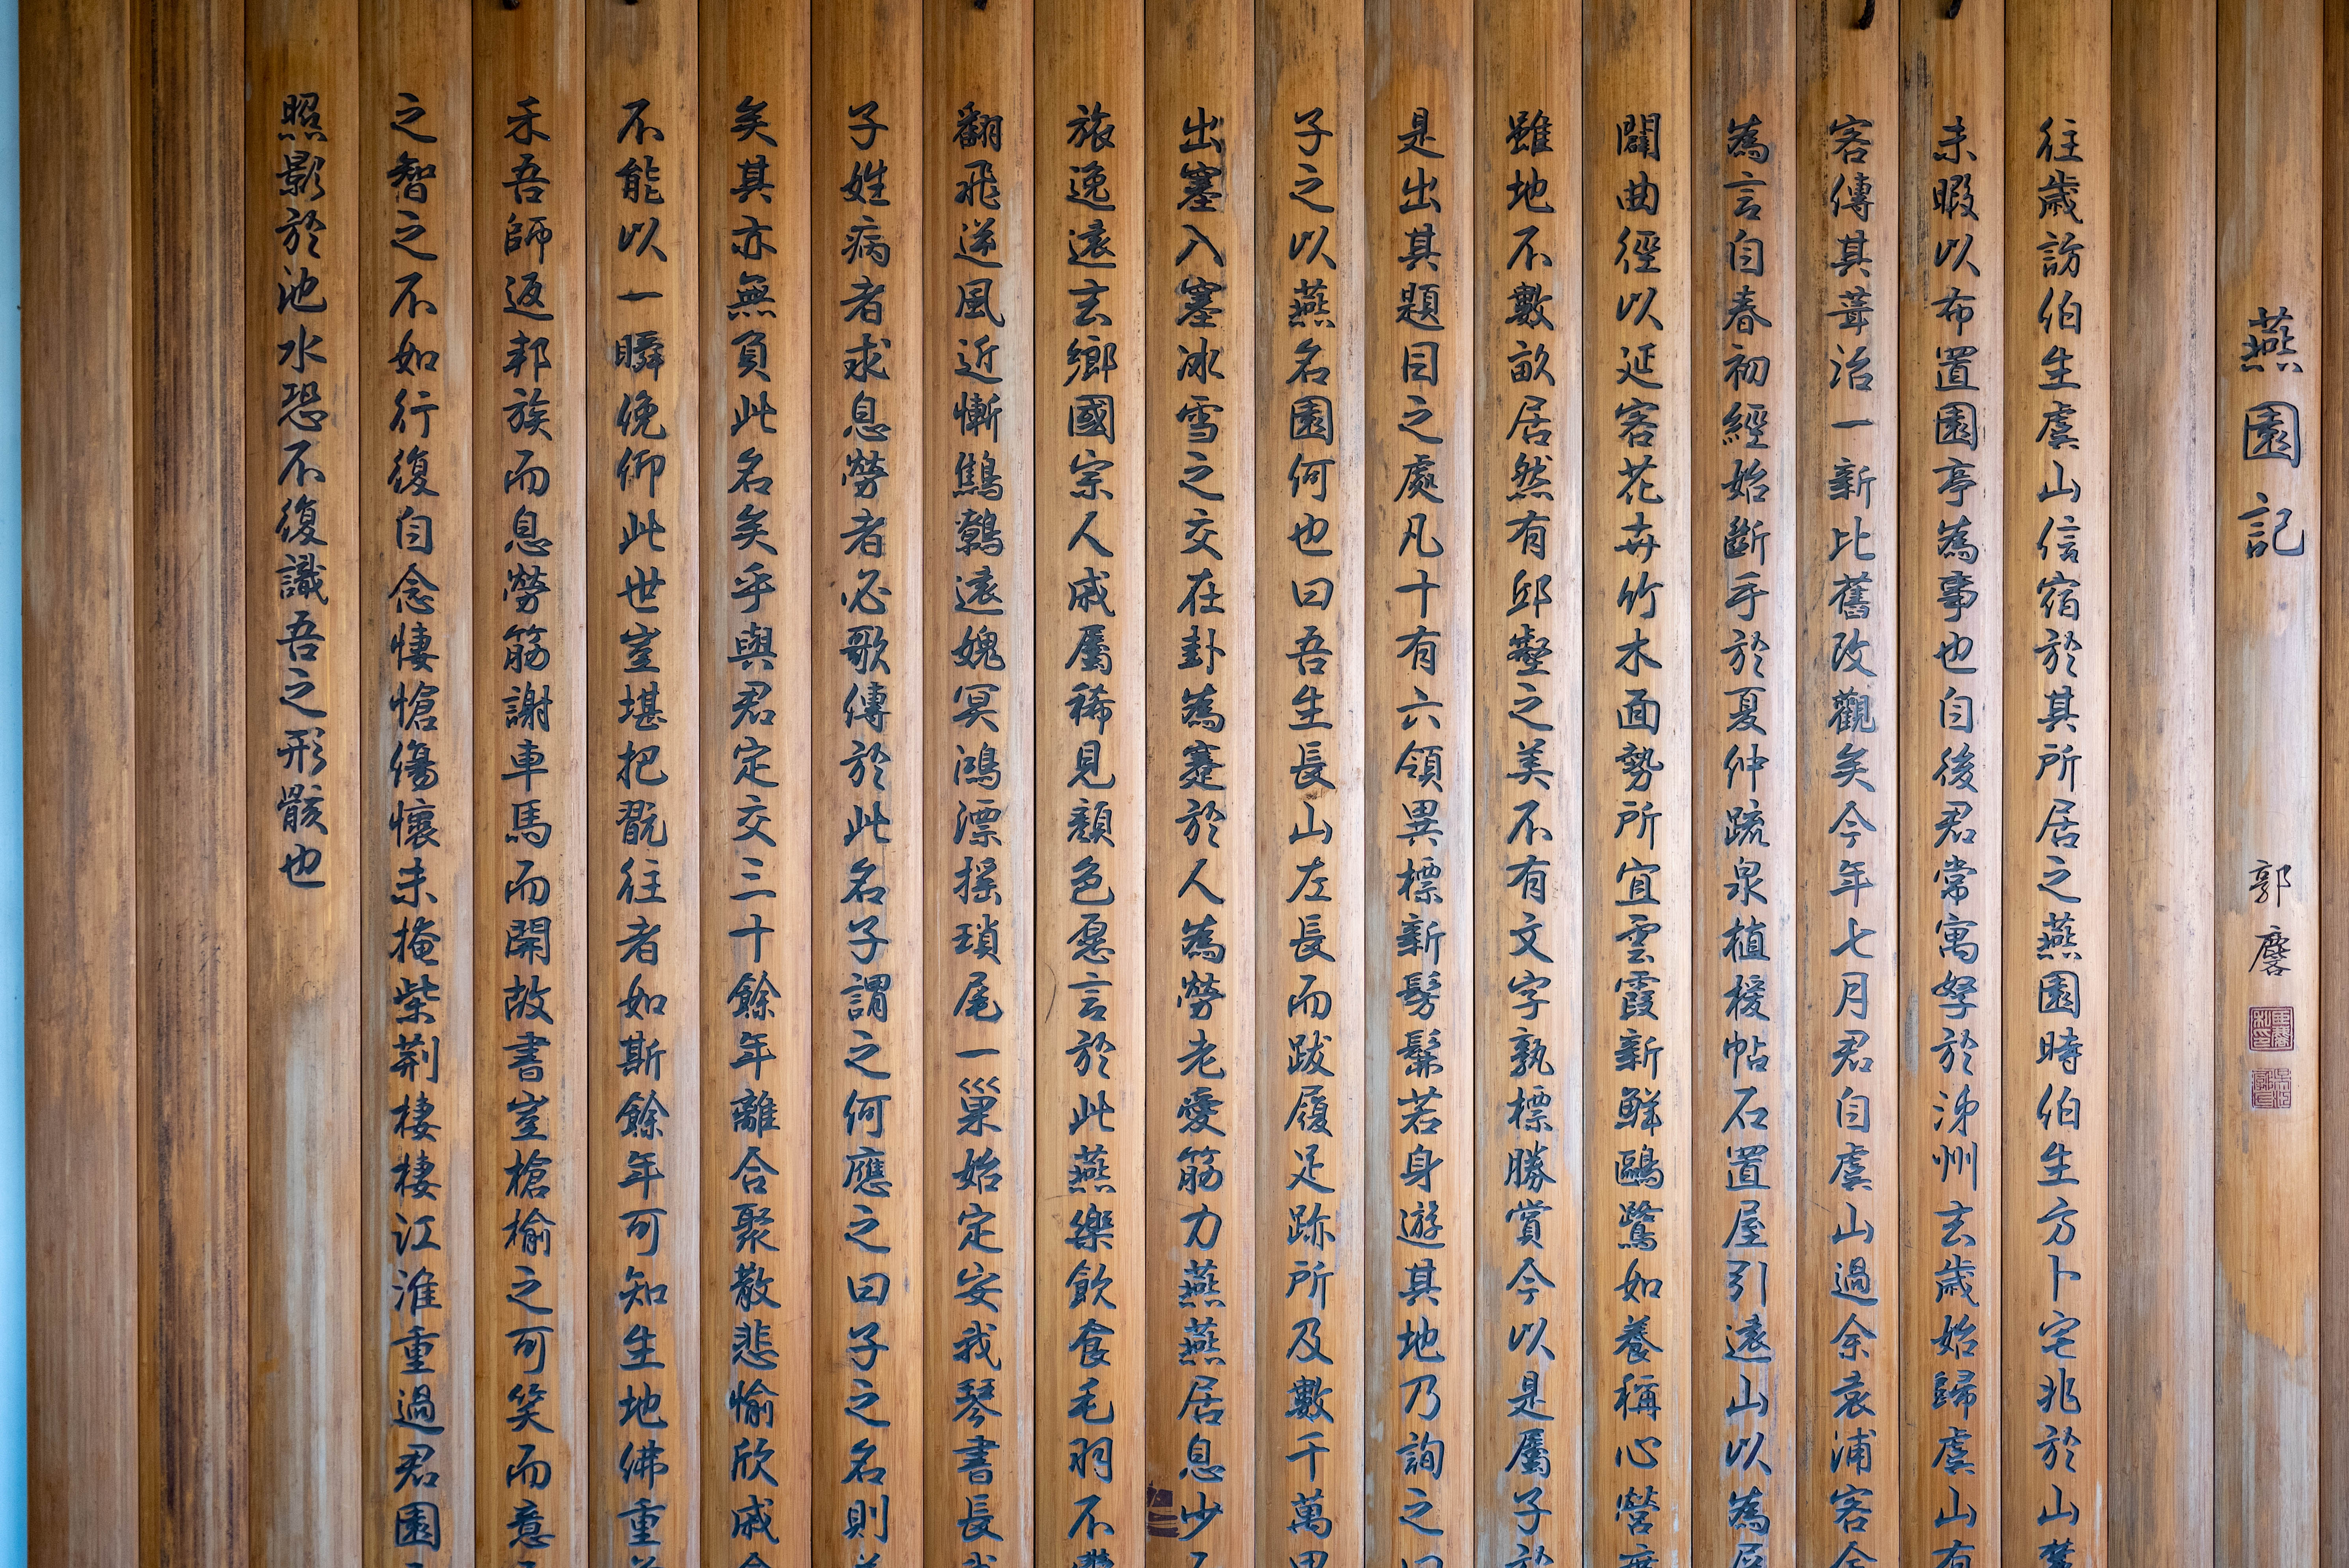 燕園記
郭麐
往歲訪伯生虞山信宿於其所居之燕園時伯生方卜宅兆於山
未暇以布置園亭為事也自後君常寓孥於洡州去歲始歸虞山有
客傳其葺治一新比舊改觀矣今年七月君自虞山過余袁浦客
為言自春初經始斷手於夏仲疏泉植援帖石置屋引遠山以為
闢曲徑以延客花卉竹木面勢所宜雲霞新鮮鷗鷺如養稱心營
雖地不數畝居然有邱壑之美不有文字孰標勝賞今以是屬子
是出其題目之處凡十有六領異標新髣髴若身遊其地乃詢之
子之以燕名園何也曰吾生長山左長而跋履足跡所及數千萬
出塞入塞冰雪之交在卦為蹇於人為勞老愛筋力燕燕居息少
旅逸遠去鄉國宗人戚屬稀見顏色愿言於此燕樂飲食毛羽不
翻飛逆風近慚鷦鷯遠媿冥鴻漂搖瑣尾一巢始定安我琴書長
子姓病者求息勞者必歌傳於此名子謂之何應之曰子之名則
矣其亦無負此名矣乎與君定交三十餘年離合聚散悲愉欣戚
不能以一瞬俛仰此世豈堪把翫往者如斯餘年可知生地佛重
禾吾師返邦族而息勞筋謝車馬而開故書豈槍榆之可笑而意
之智之不如行復自念悽愴傷懷未掩柴荆棲棲江淮重過君園
照影於池水恐不復識吾之形骸也